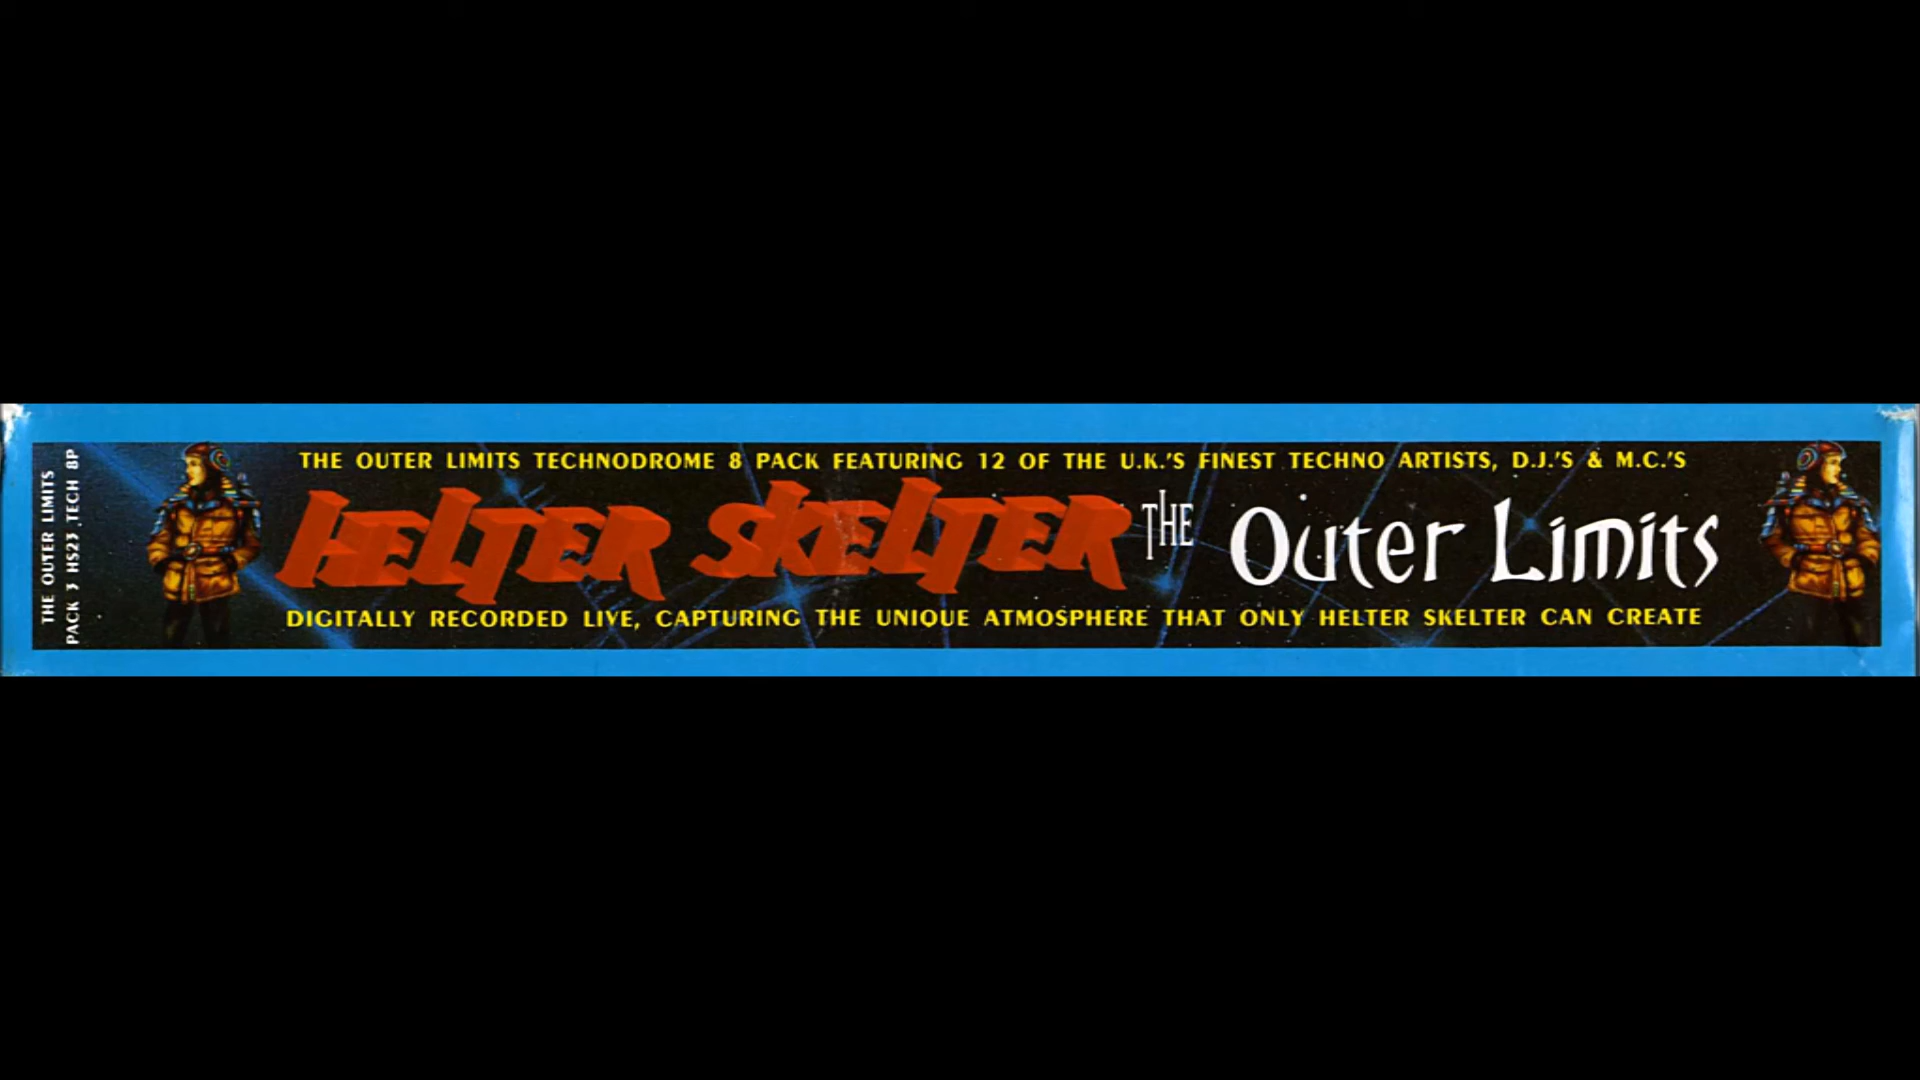 THE OUTER LIMITS
PACK 3 HS23 TECH 8P
THE OUTER LIMITS TECHNODROME 8 PACK FEATURING 12 OF THE U.K.'S FINEST TECHNO ARTISTS, D.J.'S & M.C.'S
HELTER SKELTER THE Outer Limits
DIGITALLY RECORDED LIVE, CAPTURING THE UNIQUE ATMOSPHERE THAT ONLY HELTER SKELTER CAN CREATE